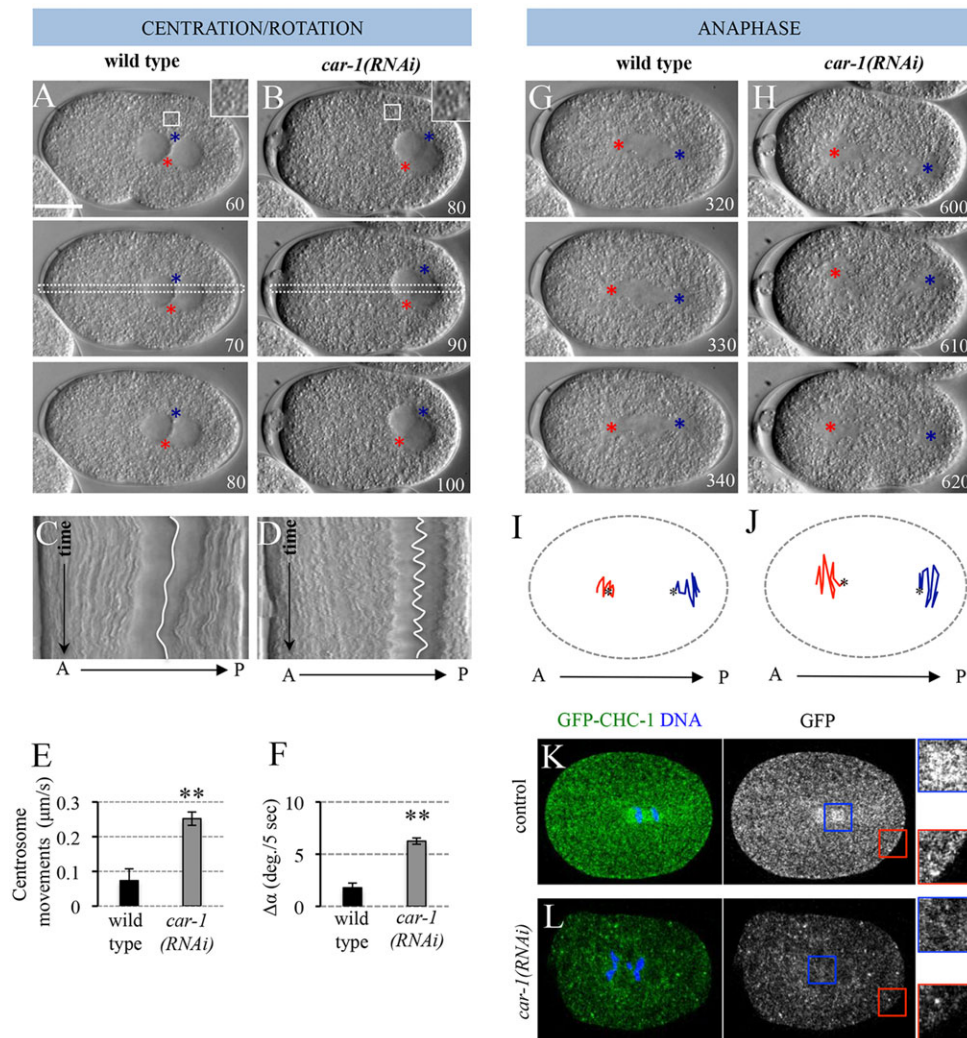 CENTRATION/ROTATION
wild type
car-1(RNAi)
A
60
B
80
70
90
80
100
C
time
D
time
A
P
A
P
E
Centrosome movements (μm/s)
0.3
0.2
0.1
0
**
wild type
car-1 (RNAi)
F
Δα (deg./5 sec)
10
5
0
**
wild type
car-1 (RNAi)
ANAPHASE
wild type
car-1(RNAi)
G
320
H
600
330
610
340
620
I
J
*
*
*
*
A
P
A
P
GFP-CHC-1 DNA
GFP
K
control
L
car-1(RNAi)